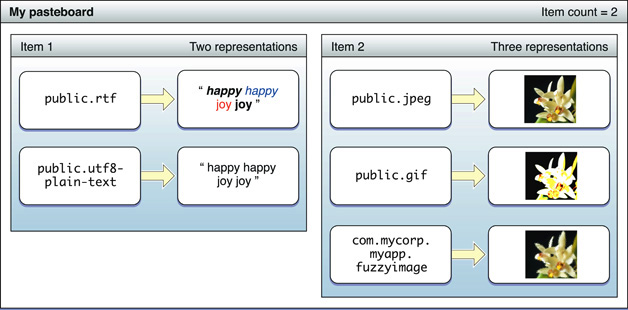 My pasteboard
Item count = 2
Item 1
Two representations
public.rtf
“ happy happy
joy joy ”
public.utf8-
plain-text
“ happy happy
joy joy ”
Item 2
Three representations
public.jpeg
public.gif
com.mycorp.
myapp.
fuzzyimage